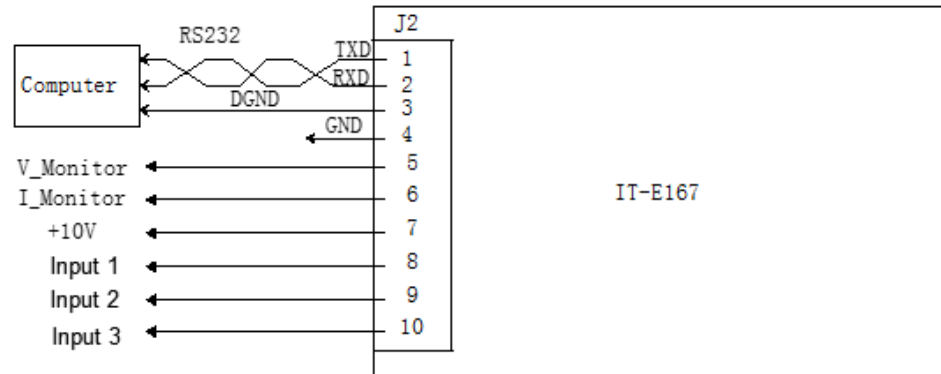 J2
RS232
TXD 1
Computer
RXD 2
DGND 3
GND 4
V_Monitor 5
I_Monitor 6
IT-E167
+10V 7
Input 1 8
Input 2 9
Input 3 10